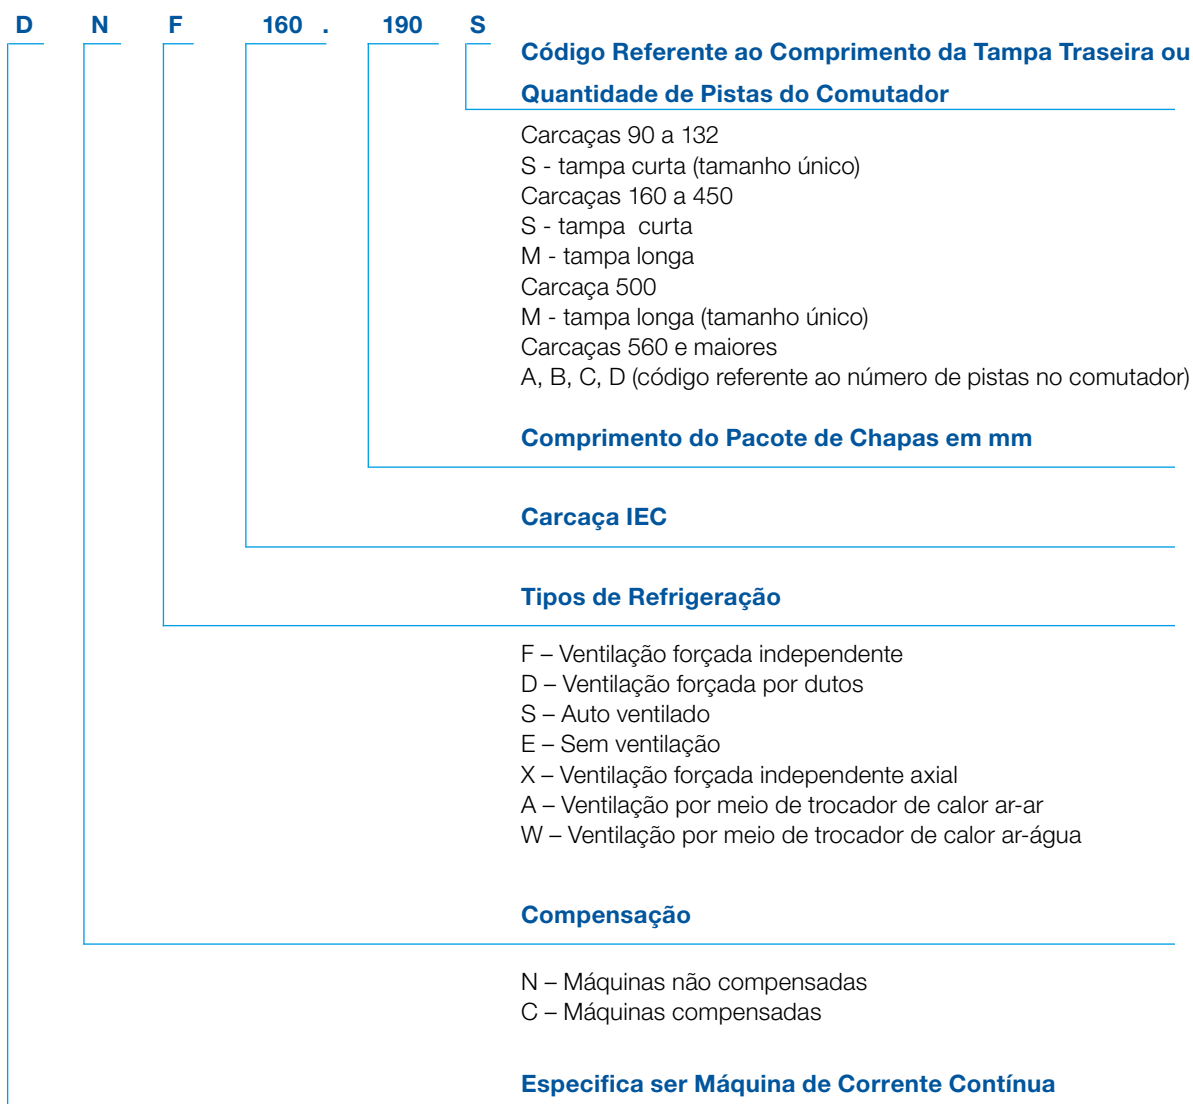 D N F 160 . 190 S
Código Referente ao Comprimento da Tampa Traseira ou
Quantidade de Pistas do Comutador
Carcaças 90 a 132
S - tampa curta (tamanho único)
Carcaças 160 a 450
S - tampa curta
M - tampa longa
Carcaça 500
M - tampa longa (tamanho único)
Carcaças 560 e maiores
A, B, C, D (código referente ao número de pistas no comutador)
Comprimento do Pacote de Chapas em mm
Carcaça IEC
Tipos de Refrigeração
F – Ventilação forçada independente
D – Ventilação forçada por dutos
S – Auto ventilado
E – Sem ventilação
X – Ventilação forçada independente axial
A – Ventilação por meio de trocador de calor ar-ar
W – Ventilação por meio de trocador de calor ar-água
Compensação
N – Máquinas não compensadas
C – Máquinas compensadas
Especifica ser Máquina de Corrente Contínua